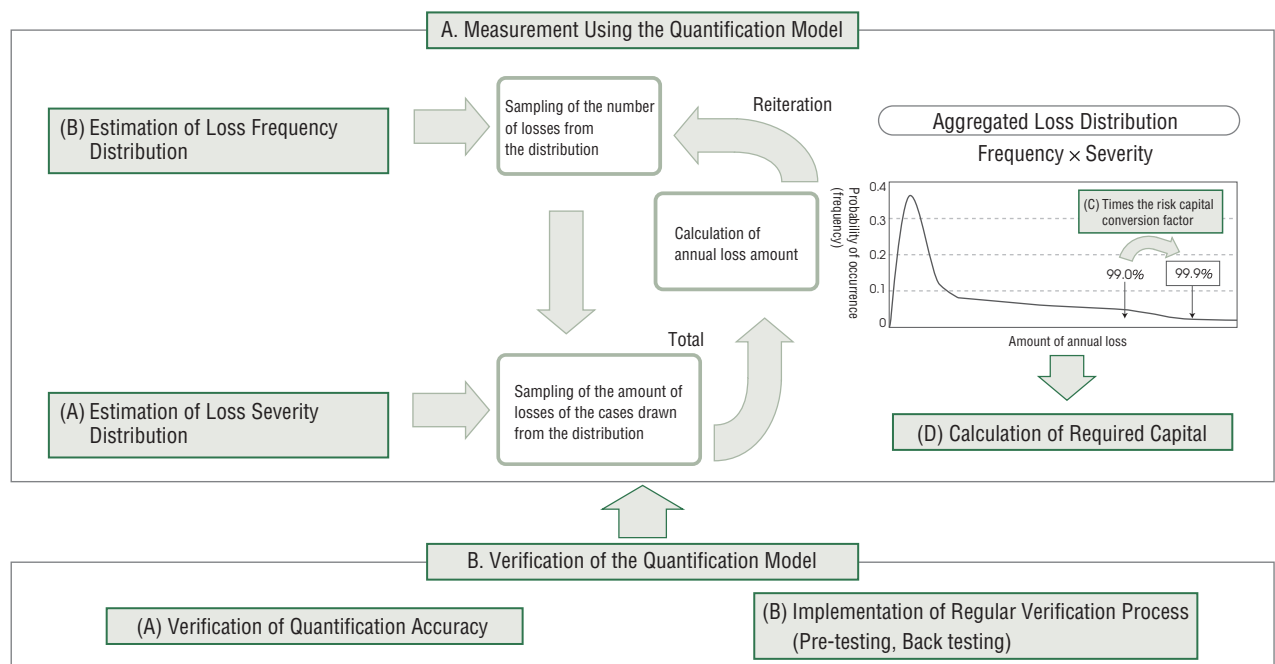 A. Measurement Using the Quantification Model
(B) Estimation of Loss Frequency
Distribution
Sampling of the number
of losses from
the distribution
Reiteration
Calculation of
annual loss amount
Total
(A) Estimation of Loss Severity
Distribution
Sampling of the amount of
losses of the cases drawn
from the distribution
Aggregated Loss Distribution
Frequency × Severity
Probability of occurrence
(frequency)
0.4
0.3
0.2
0.1
0
(C) Times the risk capital
conversion factor
99.0%
99.9%
Amount of annual loss
(D) Calculation of Required Capital
B. Verification of the Quantification Model
(A) Verification of Quantification Accuracy
(B) Implementation of Regular Verification Process
(Pre-testing, Back testing)